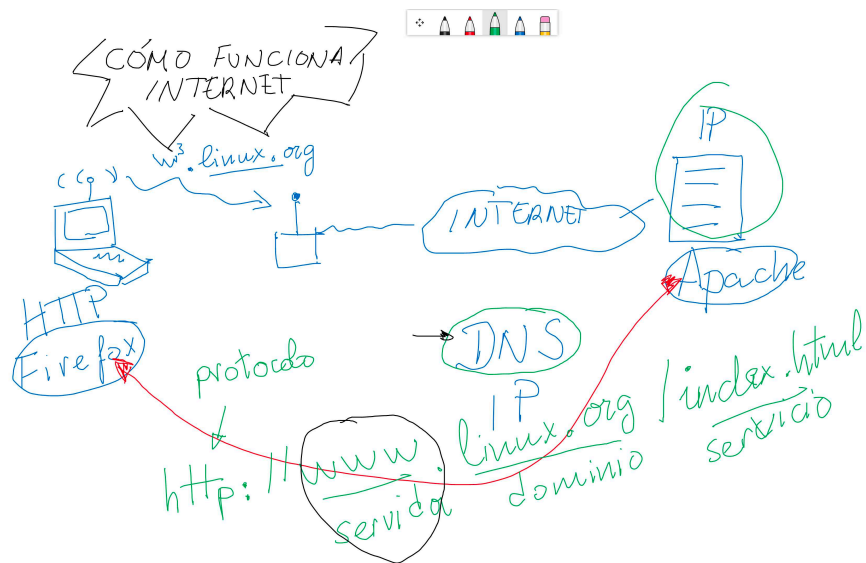 CÓMO FUNCIONA
INTERNET
w³.linux.org
IP
INTERNET
Apache
HTTP
Firefox
DNS
IP
protocolo
http://www.linux.org/index.html
servidor
dominio
servicio